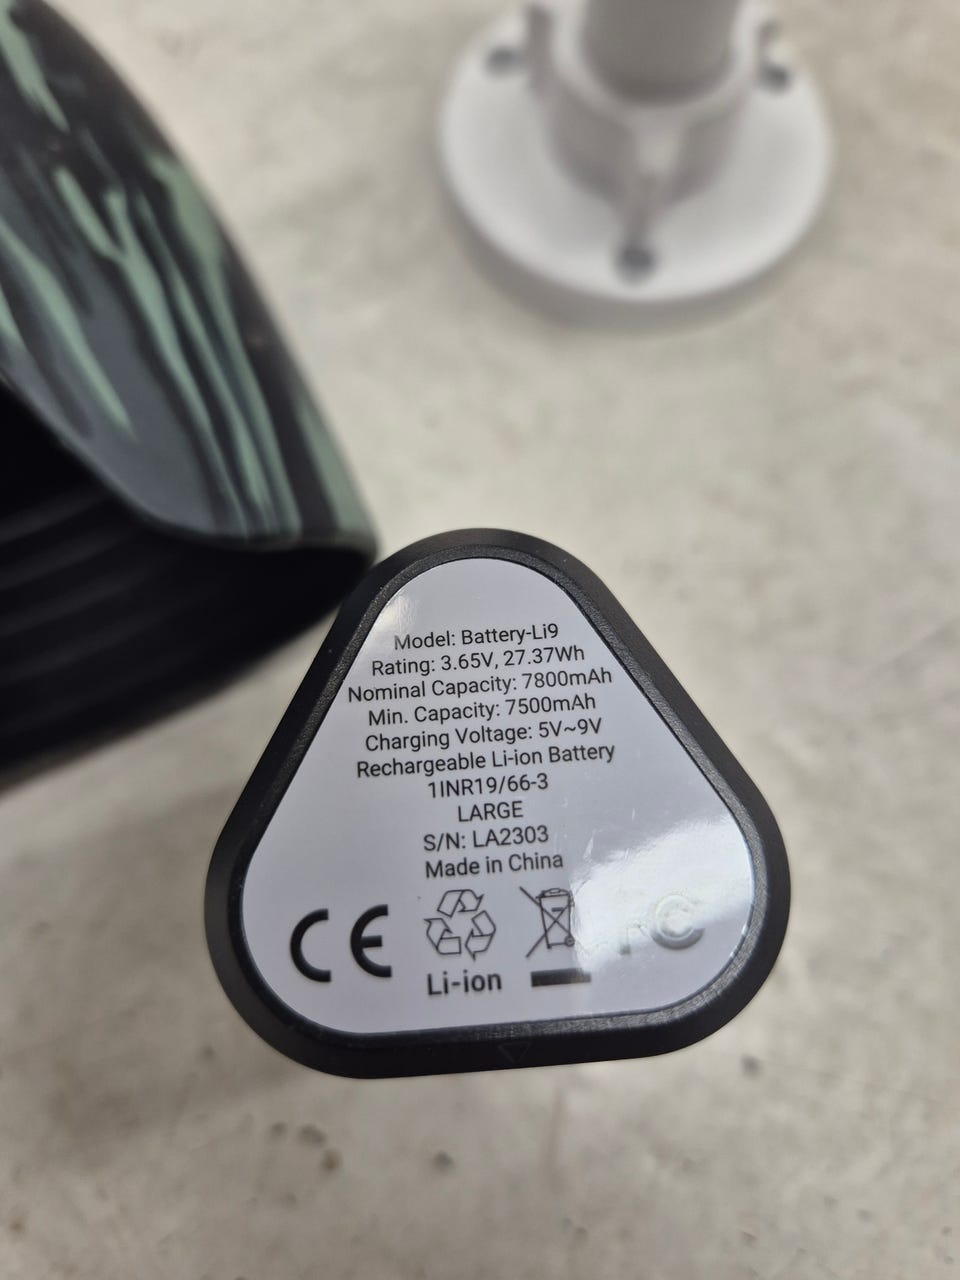 Model: Battery-Li9
Rating: 3.65V, 27.37Wh
Nominal Capacity: 7800mAh
Min. Capacity: 7500mAh
Charging Voltage: 5V~9V
Rechargeable Li-ion Battery
1INR19/66-3
LARGE
S/N: LA2303
Made in China
CE FC
Li-ion